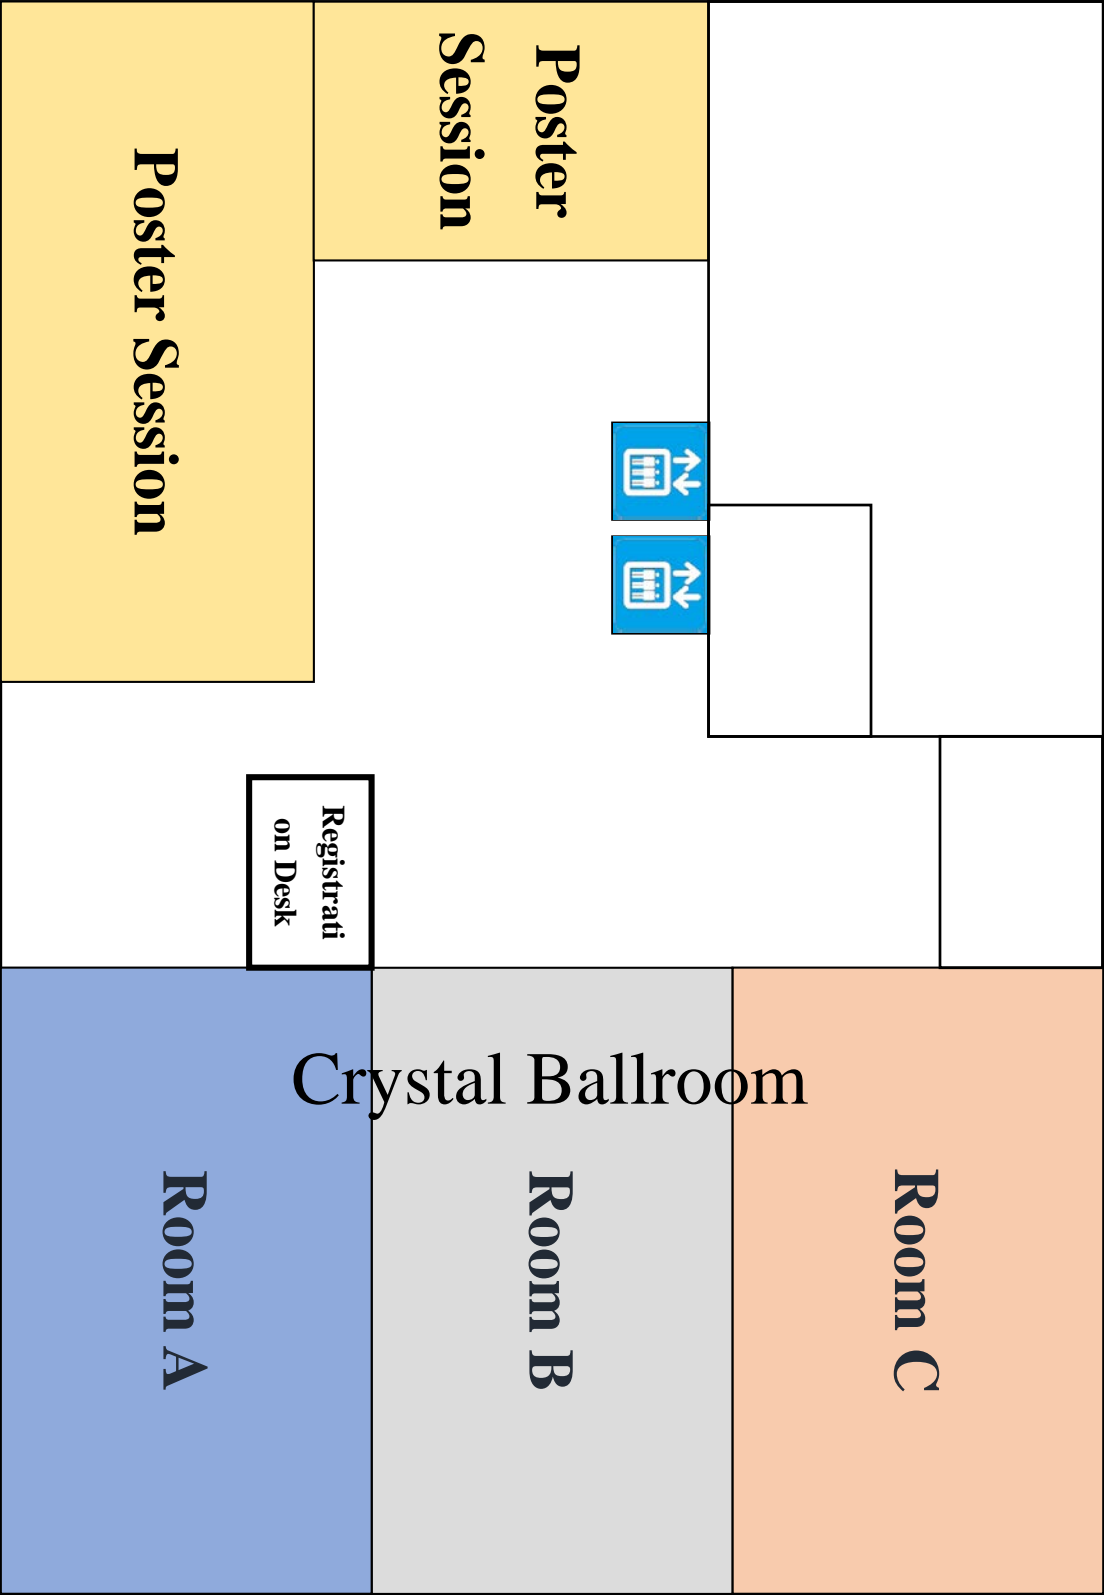 Poster
Session
Poster Session
Registrati
on Desk
Crystal Ballroom
Room A
Room B
Room C